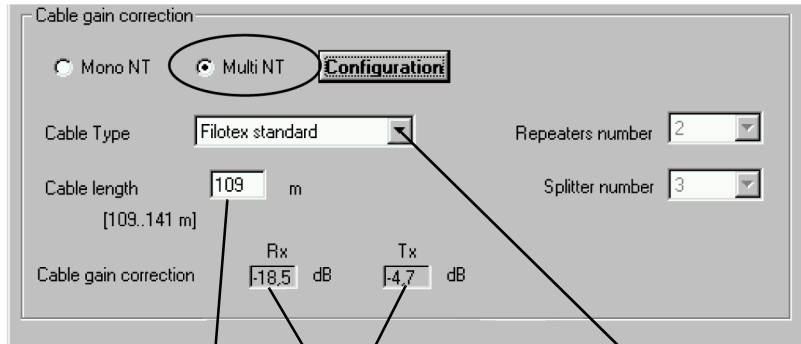 Cable gain correction
Mono NT Multi NT Configuration
Cable Type Filotex standard Repeaters number 2
Cable length 109 m Splitter number 3
[109..141 m]
Rx Tx
Cable gain correction -18,5 dB -4,7 dB